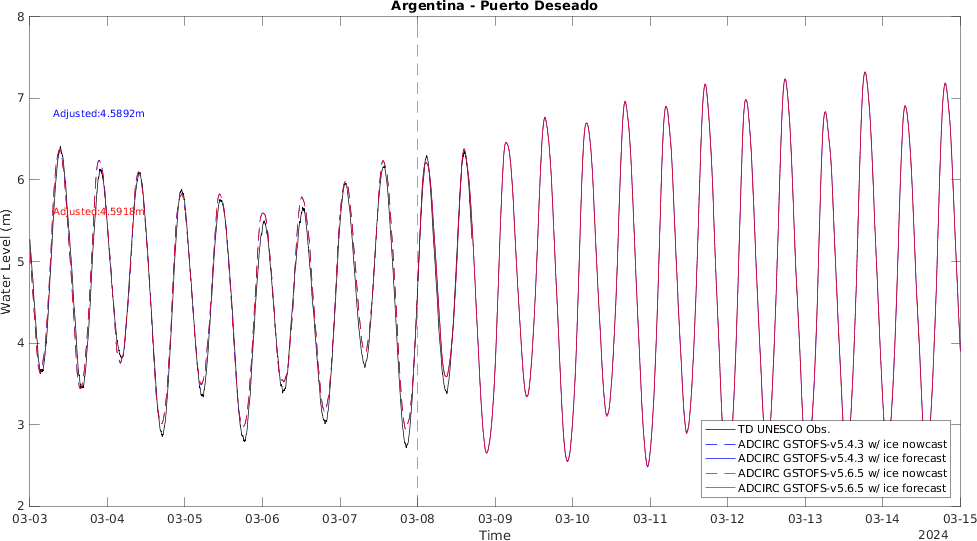 Argentina - Puerto Deseado
8
7
6
5
4
3
2
Water Level (m)
Adjusted:4.5892m
Adjusted:4.5918m
TD UNESCO Obs.
ADCIRC GSTOFS-v5.4.3 w/ ice nowcast
ADCIRC GSTOFS-v5.4.3 w/ ice forecast
ADCIRC GSTOFS-v5.6.5 w/ ice nowcast
ADCIRC GSTOFS-v5.6.5 w/ ice forecast
03-03 03-04 03-05 03-06 03-07 03-08 03-09 03-10 03-11 03-12 03-13 03-14 03-15
Time
2024